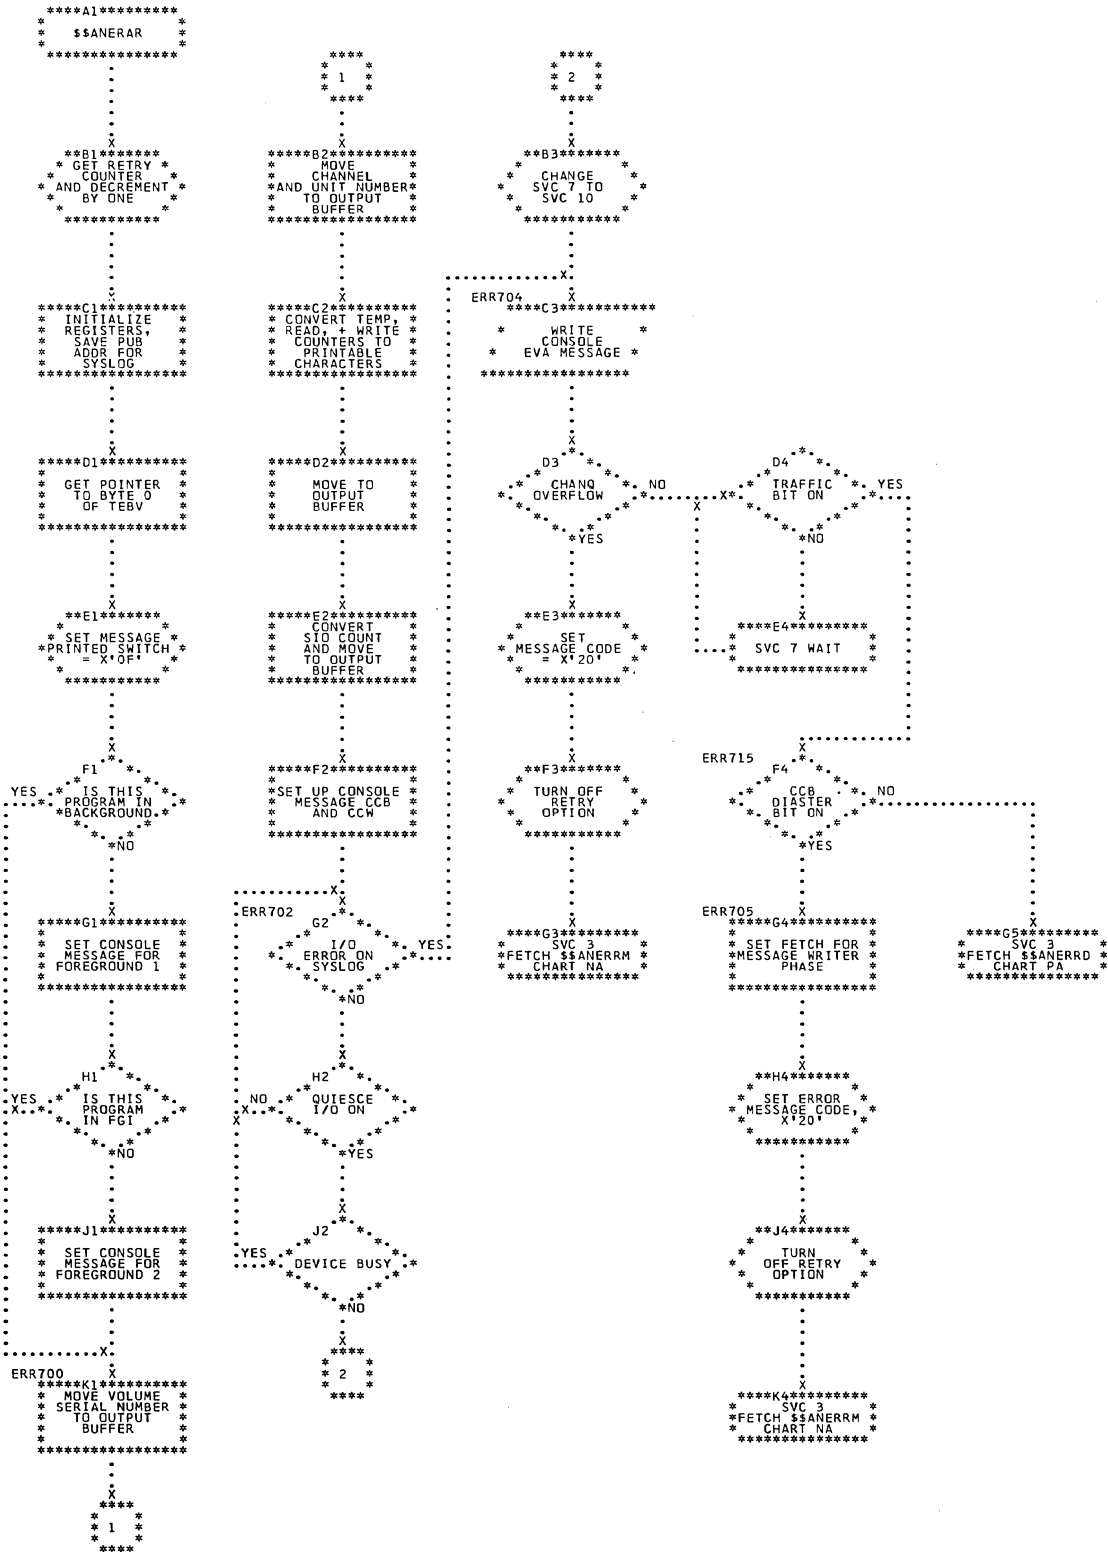 A1
$$ANERAR
B1
GET RETRY
COUNTER
AND DECREMENT
BY ONE
C1
INITIALIZE
REGISTERS,
SAVE PUB
ADDR FOR
SYSLOG
D1
GET POINTER
TO BYTE 0
OF TEBV
E1
SET MESSAGE
PRINTED SWITCH
= X'0F'
F1
YES
IS THIS
PROGRAM IN
BACKGROUND
NO
G1
SET CONSOLE
MESSAGE FOR
FOREGROUND 1
H1
YES
IS THIS
PROGRAM
IN FGI
NO
J1
SET CONSOLE
MESSAGE FOR
FOREGROUND 2
ERR700
K1
MOVE VOLUME
SERIAL NUMBER
TO OUTPUT
BUFFER
1
1
B2
MOVE
CHANNEL
AND UNIT NUMBER
TO OUTPUT
BUFFER
C2
CONVERT TEMP,
READ, + WRITE
COUNTERS TO
PRINTABLE
CHARACTERS
D2
MOVE TO
OUTPUT
BUFFER
E2
CONVERT
SIO COUNT
AND MOVE
TO OUTPUT
BUFFER
F2
SET UP CONSOLE
MESSAGE CCB
AND CCW
ERR702
G2
I/O
ERROR ON
SYSLOG
YES
NO
H2
NO
QUIESCE
I/O ON
YES
J2
YES
DEVICE BUSY
NO
2
2
B3
CHANGE
SVC 7 TO
SVC 10
ERR704
C3
WRITE
CONSOLE
EVA MESSAGE
D3
CHANQ
OVERFLOW
NO
YES
E3
SET
MESSAGE CODE
= X'20'
F3
TURN OFF
RETRY
OPTION
G3
SVC 3
FETCH $$ANERRM
CHART NA
D4
TRAFFIC
BIT ON
YES
NO
E4
SVC 7 WAIT
ERR715
F4
CCB
DIASTER
BIT ON
NO
YES
ERR705
G4
SET FETCH FOR
MESSAGE WRITER
PHASE
H4
SET ERROR
MESSAGE CODE,
X'20'
J4
TURN
OFF RETRY
OPTION
K4
SVC 3
FETCH $$ANERRM
CHART NA
G5
SVC 3
FETCH $$ANERRD
CHART PA